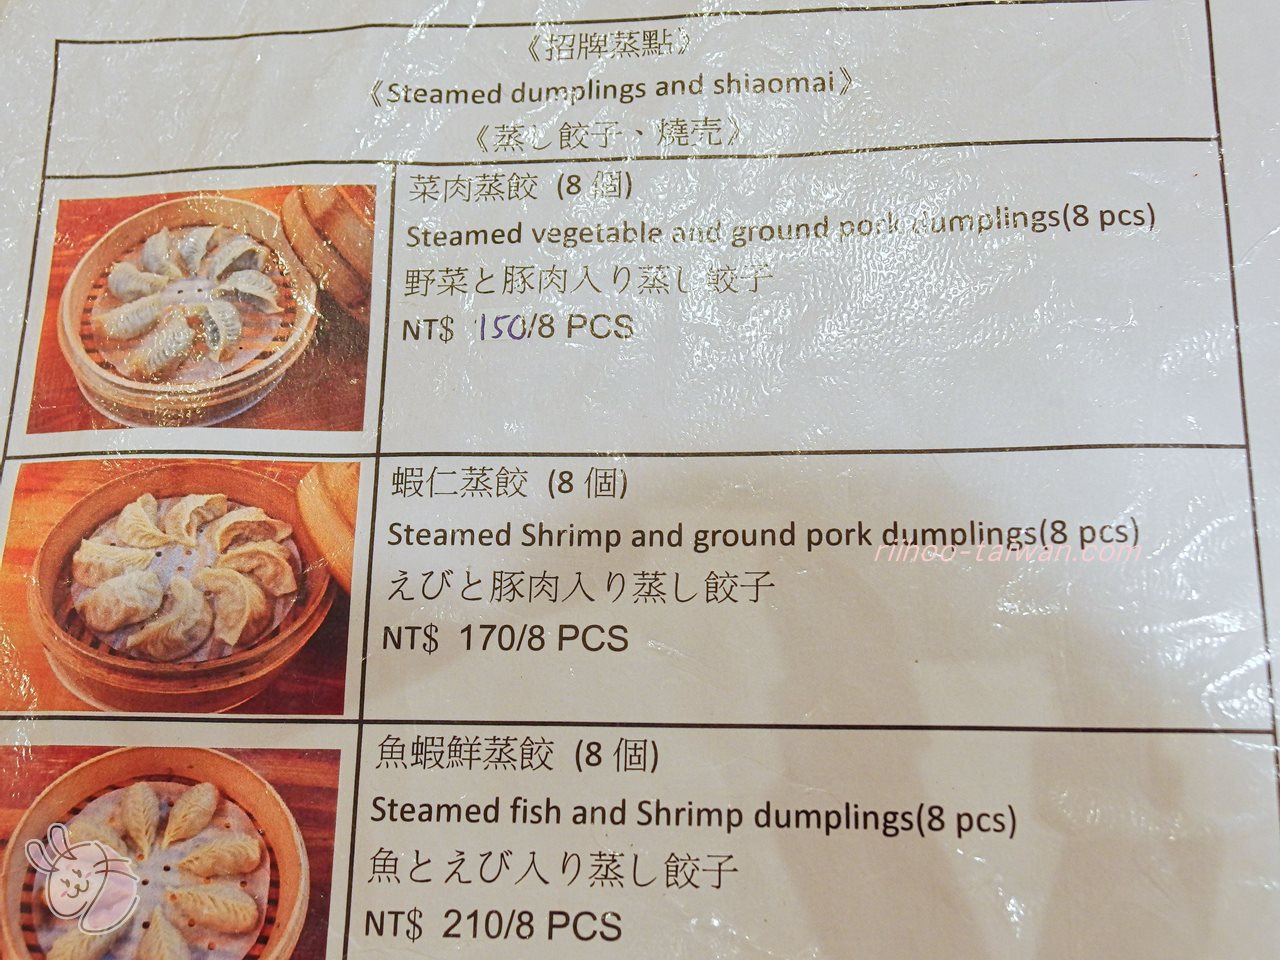 《招牌蒸點》
《Steamed dumplings and shiaomai》
《蒸し餃子、燒売》
菜肉蒸餃 (8 個)
Steamed vegetable and ground pork dumplings(8 pcs)
野菜と豚肉入り蒸し餃子
NT$ 150/8 PCS
蝦仁蒸餃 (8 個)
Steamed Shrimp and ground pork dumplings(8 pcs)
riihoo-taiwan.com
えびと豚肉入り蒸し餃子
NT$ 170/8 PCS
魚蝦鮮蒸餃 (8 個)
Steamed fish and Shrimp dumplings(8 pcs)
魚とえび入り蒸し餃子
NT$ 210/8 PCS